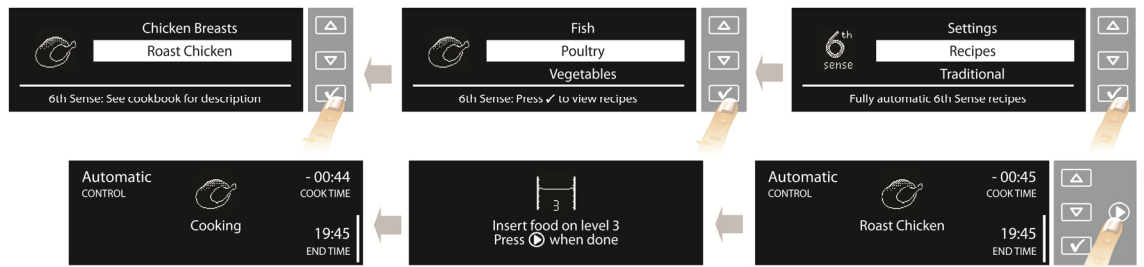 Chicken Breasts
Roast Chicken
6th Sense: See cookbook for description
Fish
Poultry
Vegetables
6th Sense: Press ✓ to view recipes
6th
sense
Settings
Recipes
Traditional
Fully automatic 6th Sense recipes
Automatic
CONTROL
- 00:44
COOK TIME
Cooking
19:45
END TIME
3
Insert food on level 3
Press ▶ when done
Automatic
CONTROL
- 00:45
COOK TIME
Roast Chicken
19:45
END TIME